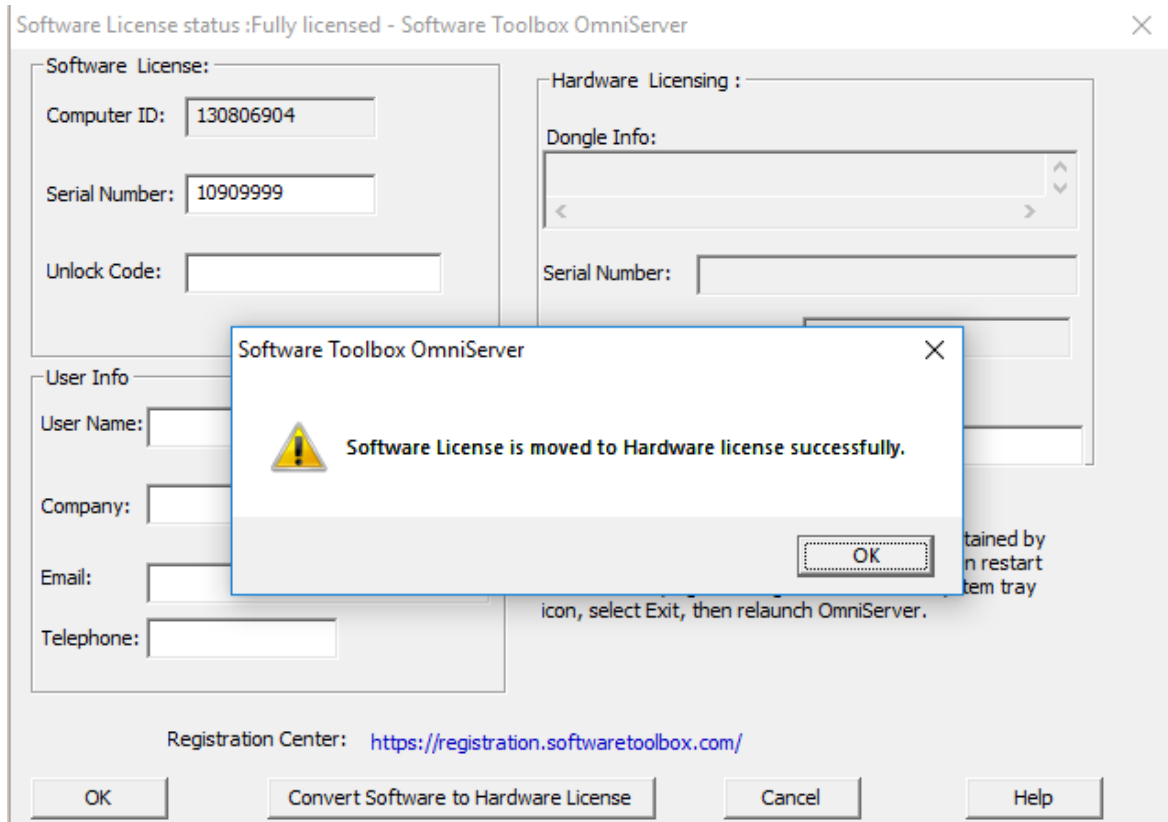 Software License status :Fully licensed - Software Toolbox OmniServer
Software License:
Computer ID: 130806904
Serial Number: 10909999
Unlock Code:
Hardware Licensing :
Dongle Info:
Serial Number:
Software Toolbox OmniServer
Software License is moved to Hardware license successfully.
OK
User Info
User Name:
Company:
Email:
Telephone:
tained by
n restart
tem tray
icon, select Exit, then relaunch OmniServer.
Registration Center: https://registration.softwaretoolbox.com/
OK Convert Software to Hardware License Cancel Help